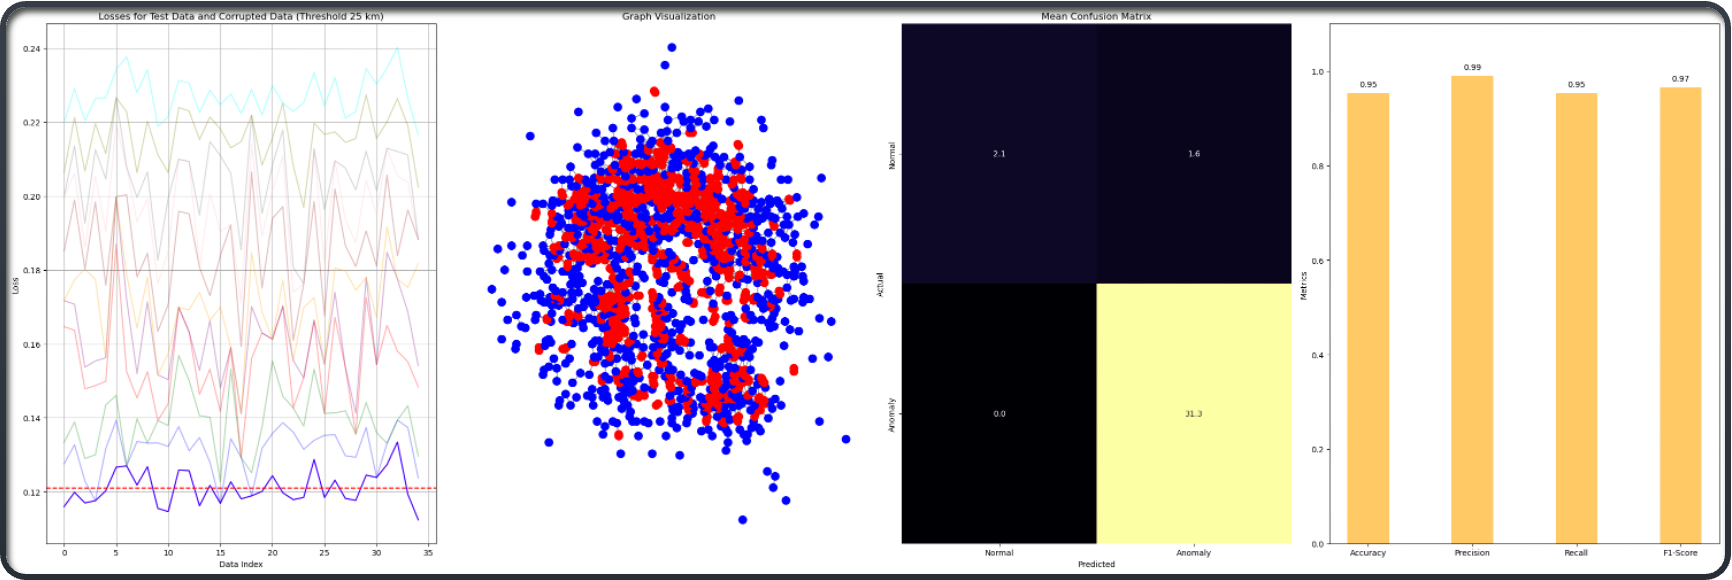 Losses for Test Data and Corrupted Data (Threshold 25 km)
Loss
0.24
0.22
0.20
0.18
0.16
0.14
0.12
0
5
10
15
20
25
30
35
Data Index
Graph Visualization
Mean Confusion Matrix
Actual
Normal
Anomaly
2.1
1.6
0.0
31.3
Normal
Anomaly
Predicted
Metrics
1.0
0.8
0.6
0.4
0.2
0.0
0.95
0.99
0.95
0.97
Accuracy
Precision
Recall
F1-Score